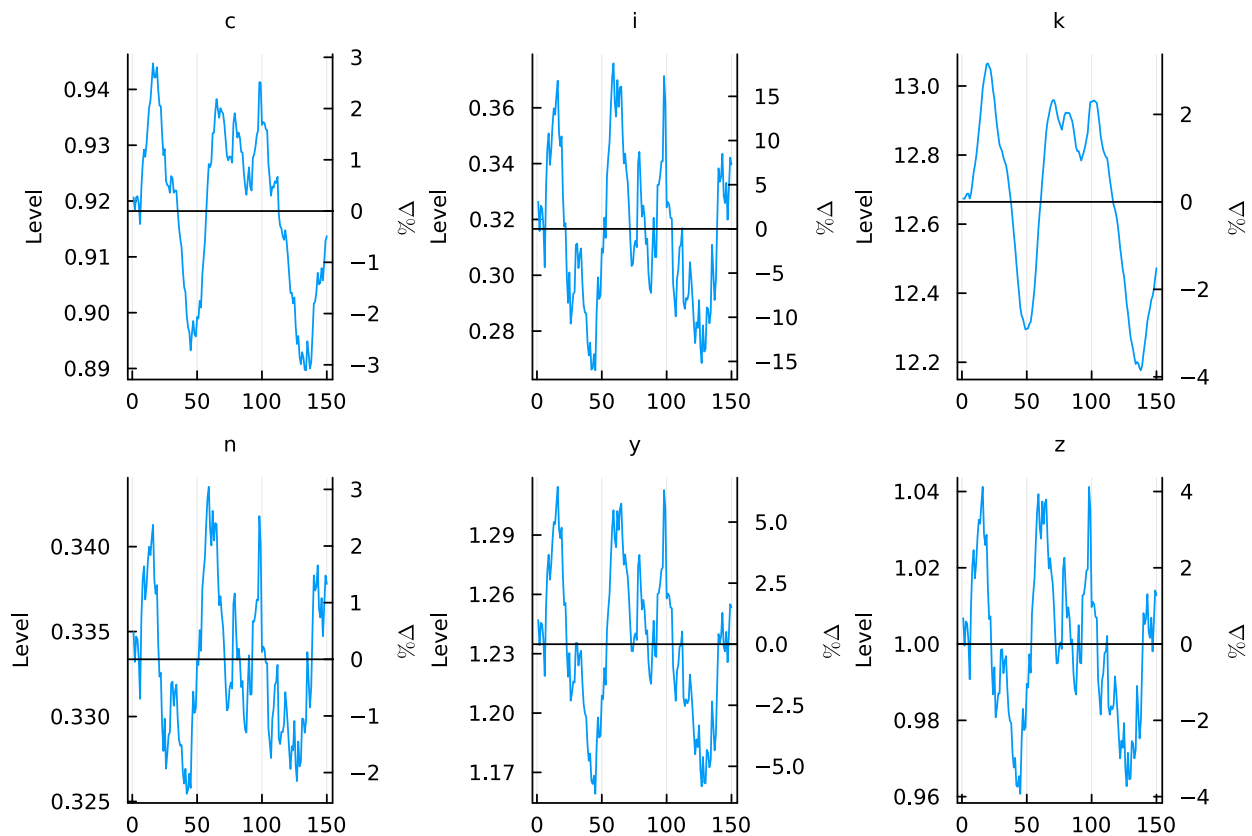 c
i
k
0.94
0.93
0.92
0.91
0.90
0.89
Level
3
2
1
0
−1
−2
−3
%Δ
0 50 100 150
0.36
0.34
0.32
0.30
0.28
Level
15
10
5
0
−5
−10
−15
%Δ
0 50 100 150
13.0
12.8
12.6
12.4
12.2
Level
2
0
−2
−4
%Δ
0 50 100 150
n
y
z
0.340
0.335
0.330
0.325
Level
3
2
1
0
−1
−2
%Δ
0 50 100 150
1.29
1.26
1.23
1.20
1.17
Level
5.0
2.5
0.0
−2.5
−5.0
%Δ
0 50 100 150
1.04
1.02
1.00
0.98
0.96
Level
4
2
0
−2
−4
%Δ
0 50 100 150